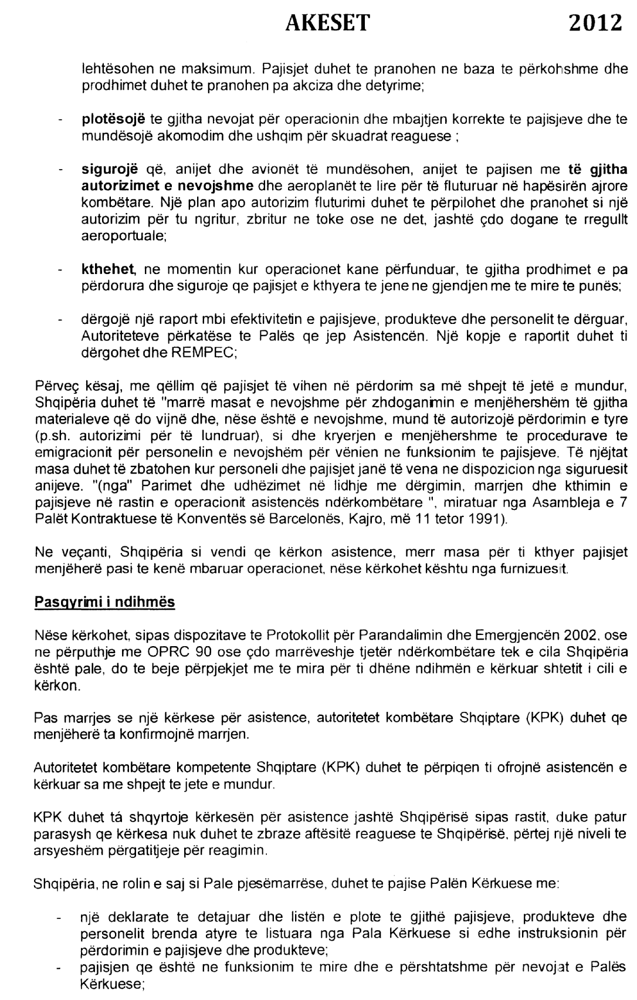 AKESET 2012
lehtësohen ne maksimum. Pajisjet duhet te pranohen ne baza te përkohshme dhe
prodhimet duhet te pranohen pa akciza dhe detyrime;
- plotësojë te gjitha nevojat për operacionin dhe mbajtjen korrekte te pajisjeve dhe te
mundësojë akomodim dhe ushqim për skuadrat reaguese ;
- sigurojë që, anijet dhe avionët të mundësohen, anijet te pajisen me të gjitha
autorizimet e nevojshme dhe aeroplanët te lire për të fluturuar në hapësirën ajrore
kombëtare. Një plan apo autorizim fluturimi duhet te përpilohet dhe pranohet si një
autorizim për tu ngritur, zbritur ne toke ose ne det, jashtë çdo dogane te rregullt
aeroportuale;
- kthehet, ne momentin kur operacionet kane përfunduar, te gjitha prodhimet e pa
përdorura dhe siguroje qe pajisjet e kthyera te jene ne gjendjen me te mire te punës;
- dërgojë një raport mbi efektivitetin e pajisjeve, produkteve dhe personelit te dërguar,
Autoriteteve përkatëse te Palës qe jep Asistencën. Një kopje e raportit duhet ti
dërgohet dhe REMPEC;
Përveç kësaj, me qëllim që pajisjet të vihen në përdorim sa më shpejt të jetë e mundur,
Shqipëria duhet të "marrë masat e nevojshme për zhdoganimin e menjëhershëm të gjitha
materialeve që do vijnë dhe, nëse është e nevojshme, mund të autorizojë përdorimin e tyre
(p.sh. autorizimi për të lundruar), si dhe kryerjen e menjëhershme te procedurave te
emigracionit për personelin e nevojshëm për vënien ne funksionim te pajisjeve. Të njëjtat
masa duhet të zbatohen kur personeli dhe pajisjet janë të vena ne dispozicion nga siguruesit
anijeve. "(nga" Parimet dhe udhëzimet në lidhje me dërgimin, marrjen dhe kthimin e
pajisjeve në rastin e operacionit asistencës ndërkombëtare ", miratuar nga Asambleja e 7
Palët Kontraktuese të Konventës së Barcelonës, Kajro, më 11 tetor 1991).
Ne veçanti, Shqipëria si vendi qe kërkon asistence, merr masa për ti kthyer pajisjet
menjëherë pasi te kenë mbaruar operacionet, nëse kërkohet kështu nga furnizuesit.
Pasqyrimi i ndihmës
Nëse kërkohet, sipas dispozitave te Protokollit për Parandalimin dhe Emergjencën 2002, ose
ne përputhje me OPRC 90 ose çdo marrëveshje tjetër ndërkombëtare tek e cila Shqipëria
është pale, do te beje përpjekjet me te mira për ti dhëne ndihmën e kërkuar shtetit i cili e
kërkon.
Pas marrjes se një kërkese për asistence, autoritetet kombëtare Shqiptare (KPK) duhet qe
menjëherë ta konfirmojnë marrjen.
Autoritetet kombëtare kompetente Shqiptare (KPK) duhet te përpiqen ti ofrojnë asistencën e
kërkuar sa me shpejt te jete e mundur.
KPK duhet tá shqyrtoje kërkesën për asistence jashtë Shqipërisë sipas rastit, duke patur
parasysh qe kërkesa nuk duhet te zbraze aftësitë reaguese te Shqipërisë, përtej një niveli te
arsyeshëm përgatitjeje për reagimin.
Shqipëria, ne rolin e saj si Pale pjesëmarrëse, duhet te pajise Palën Kërkuese me:
- një deklarate te detajuar dhe listën e plote te gjithë pajisjeve, produkteve dhe
personelit brenda atyre te listuara nga Pala Kërkuese si edhe instruksionin për
përdorimin e pajisjeve dhe produkteve;
- pajisjen qe është ne funksionim te mire dhe e përshtatshme për nevojat e Palës
Kërkuese;